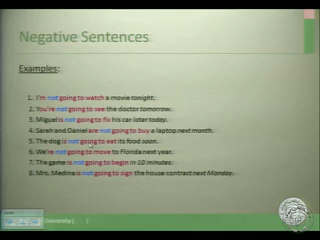 Negative Sentences
Examples:
1. I'm not going to watch a movie tonight.
2. You're not going to see the doctor tomorrow.
3. Miguel is not going to fix his car later today.
4. Sarah and Daniel are not going to buy a laptop next month.
5. The dog is not going to eat its food soon.
6. We're not going to move to Florida next year.
7. The game is not going to begin in 10 minutes.
8. Mrs. Medina is not going to sign the house contract next Monday.
University |